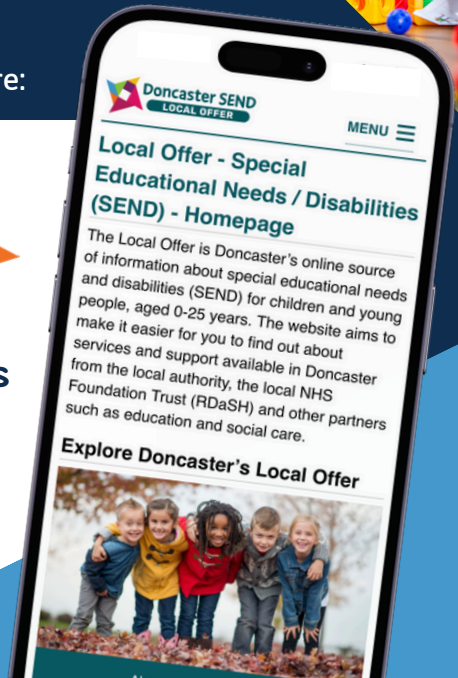 re:
s
Doncaster SEND
LOCAL OFFER
MENU
Local Offer - Special
Educational Needs / Disabilities
(SEND) - Homepage
The Local Offer is Doncaster's online source
of information about special educational needs
and disabilities (SEND) for children and young
people, aged 0-25 years. The website aims to
make it easier for you to find out about
services and support available in Doncaster
from the local authority, the local NHS
Foundation Trust (RDaSH) and other partners
such as education and social care.
Explore Doncaster's Local Offer